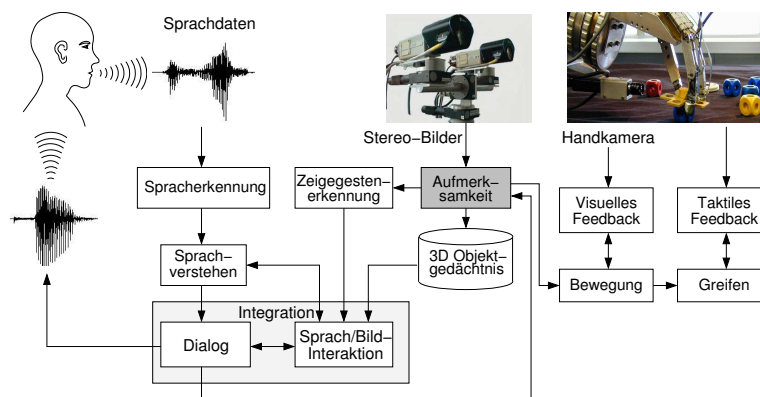 Sprachdaten
Stereo−Bilder
Handkamera
Spracherkennung
Zeigegesten−
erkennung
Aufmerk−
samkeit
Visuelles
Feedback
Taktiles
Feedback
Sprach−
verstehen
3D Objekt−
gedächtnis
Bewegung
Greifen
Integration
Dialog
Sprach/Bild−
Interaktion